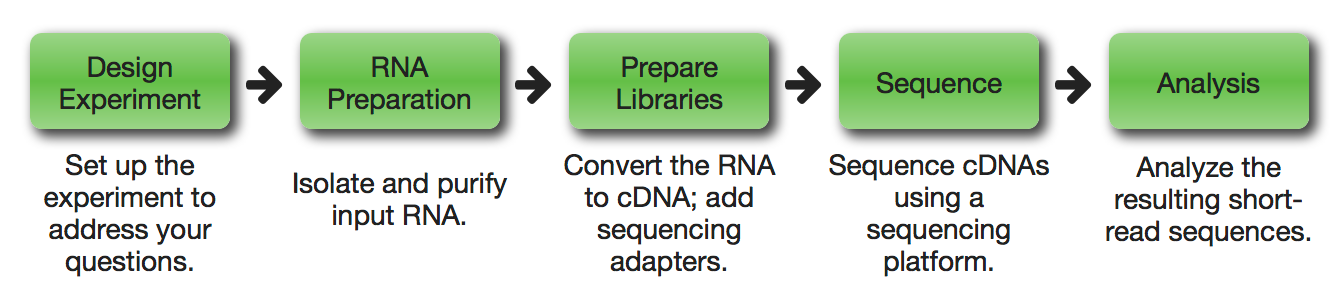 Design
Experiment
Set up the
experiment to
address your
questions.
RNA
Preparation
Isolate and purify
input RNA.
Prepare
Libraries
Convert the RNA
to cDNA; add
sequencing
adapters.
Sequence
Sequence cDNAs
using a
sequencing
platform.
Analysis
Analyze the
resulting short-
read sequences.